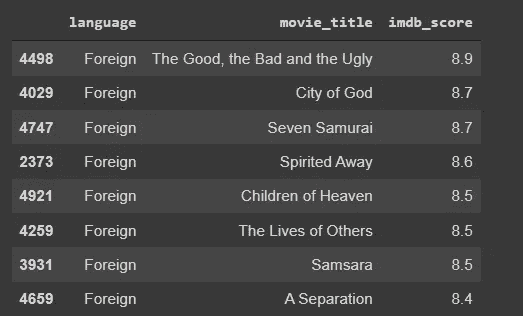 language movie_title imdb_score
4498 Foreign The Good, the Bad and the Ugly 8.9
4029 Foreign City of God 8.7
4747 Foreign Seven Samurai 8.7
2373 Foreign Spirited Away 8.6
4921 Foreign Children of Heaven 8.5
4259 Foreign The Lives of Others 8.5
3931 Foreign Samsara 8.5
4659 Foreign A Separation 8.4